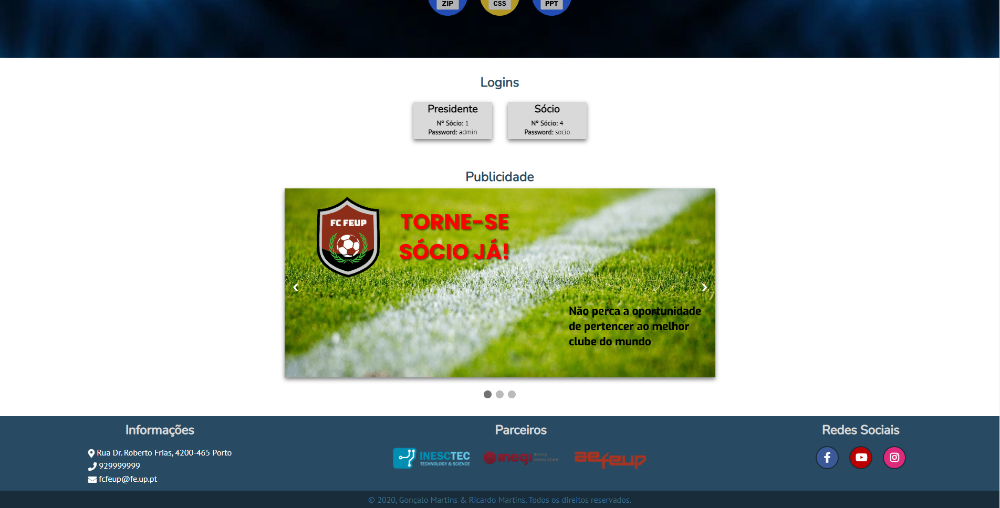 ZIP CSS PPT
Logins
Presidente
Nº Sócio: 1
Password: admin
Sócio
Nº Sócio: 4
Password: socio
Publicidade
FC FEUP
TORNE-SE
SÓCIO JÁ!
‹ ›
Não perca a oportunidade
de pertencer ao melhor
clube do mundo
Informações
Rua Dr. Roberto Frias, 4200-465 Porto
929999999
fcfeup@fe.up.pt
Parceiros
INESCTEC
TECHNOLOGY & SCIENCE
inegi
driving
innovation
aefeup
Redes Sociais
© 2020, Gonçalo Martins & Ricardo Martins. Todos os direitos reservados.